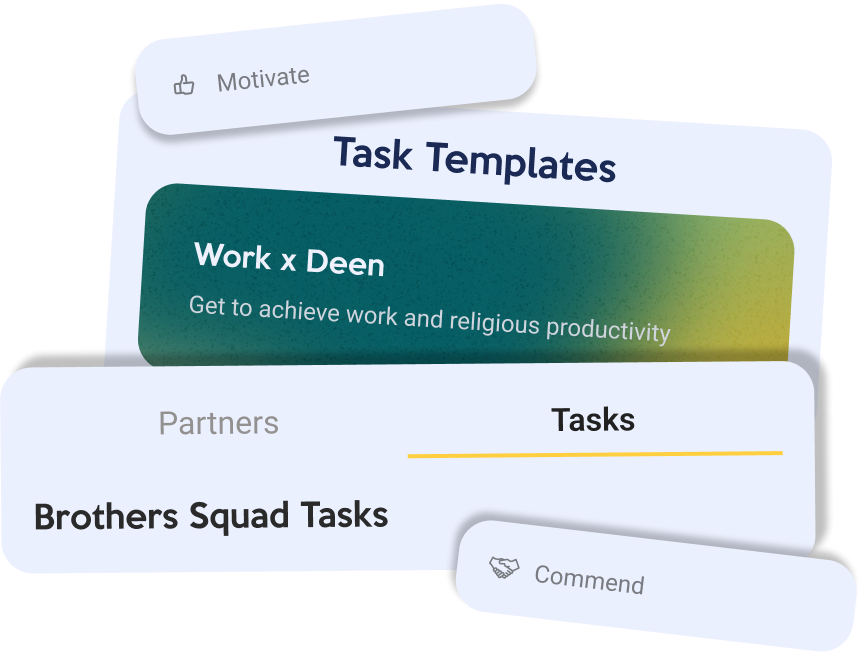 Motivate
Task Templates
Work x Deen
Get to achieve work and religious productivity
Partners
Tasks
Brothers Squad Tasks
Commend